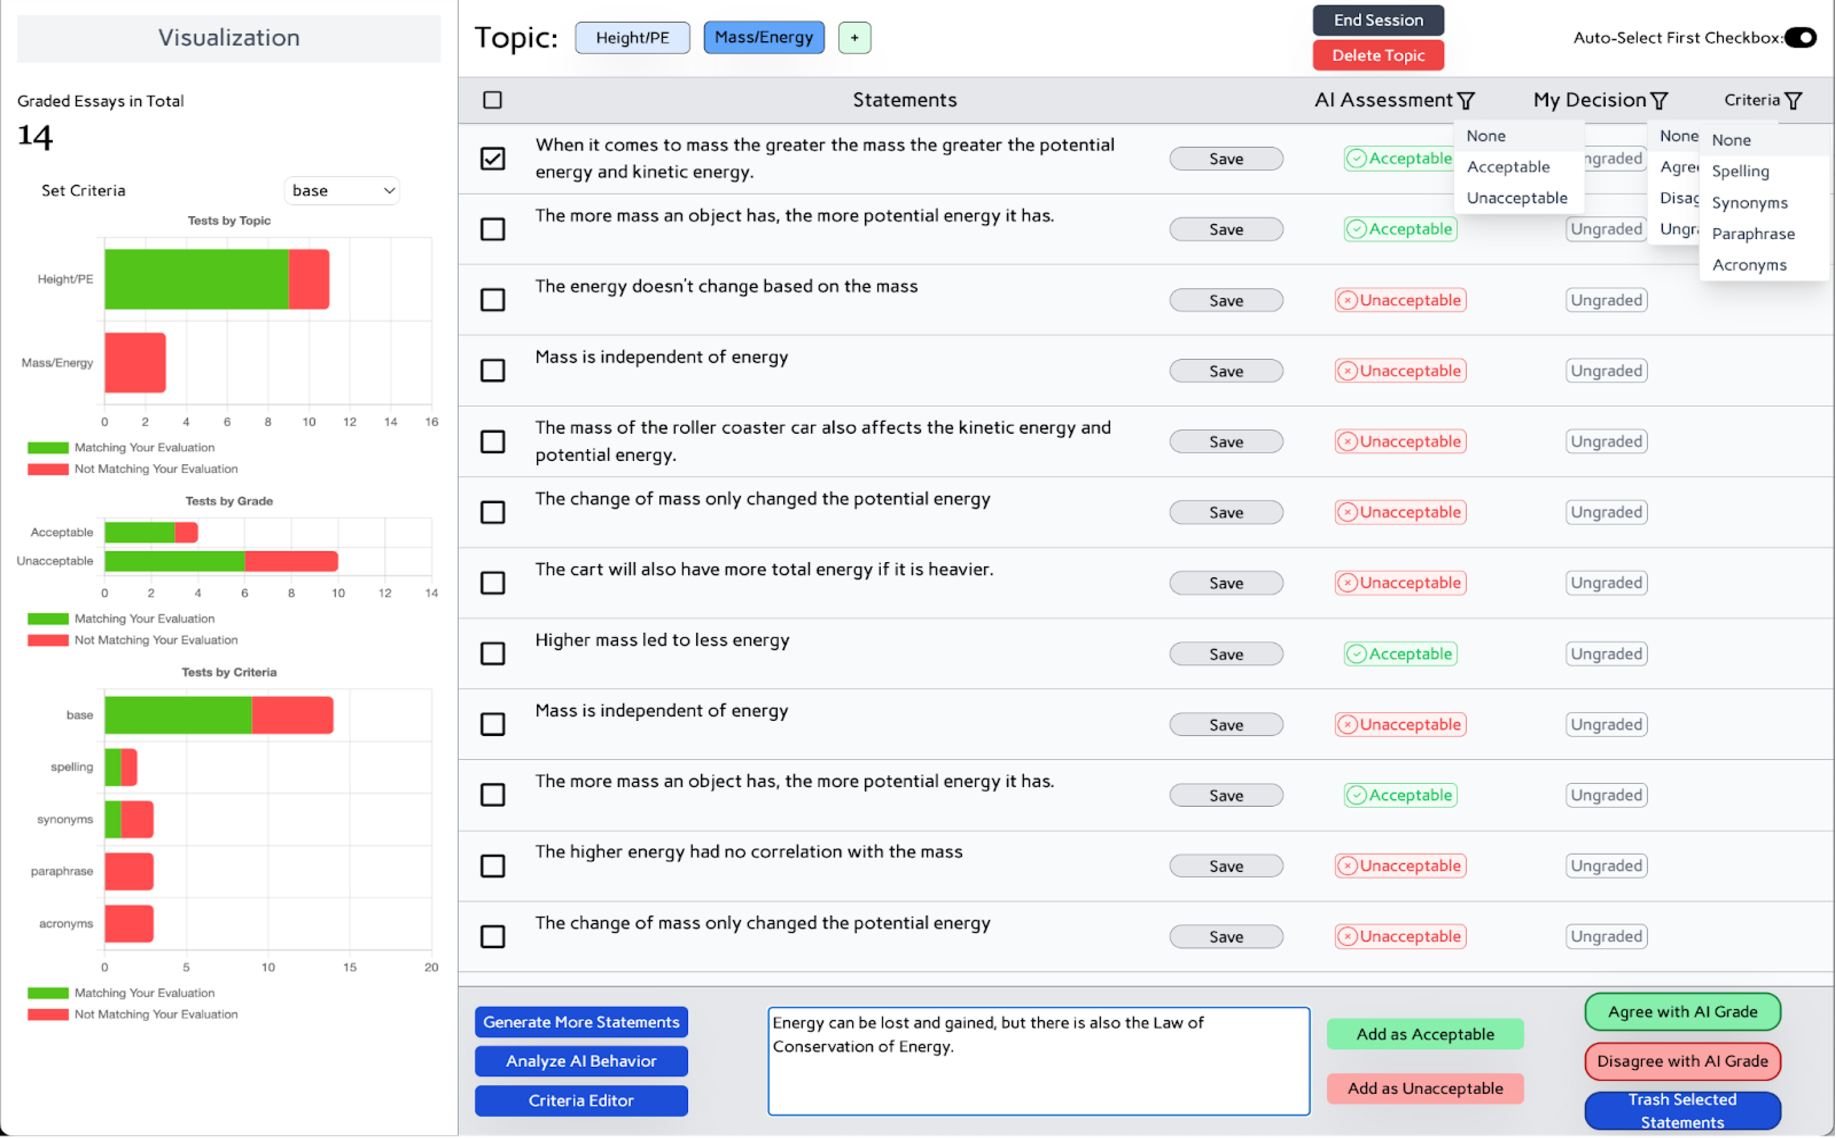 Visualization
Graded Essays in Total
14
Set Criteria
base
Tests by Topic
Height/PE
Mass/Energy
0 2 4 6 8 10 12 14 16
Matching Your Evaluation
Not Matching Your Evaluation
Tests by Grade
Acceptable
Unacceptable
0 2 4 6 8 10 12 14
Matching Your Evaluation
Not Matching Your Evaluation
Tests by Criteria
base
spelling
synonyms
paraphrase
acronyms
0 5 10 15 20
Matching Your Evaluation
Not Matching Your Evaluation
Topic: Height/PE Mass/Energy +
End Session
Delete Topic
Auto-Select First Checkbox:
Statements AI Assessment My Decision Criteria
None
Acceptable
Unacceptable
None
Agre
Disag
Ungra
None
Spelling
Synonyms
Paraphrase
Acronyms
When it comes to mass the greater the mass the greater the potential
energy and kinetic energy.
Save Acceptable ngraded
The more mass an object has, the more potential energy it has.
Save Acceptable Ungraded
The energy doesn't change based on the mass
Save Unacceptable Ungraded
Mass is independent of energy
Save Unacceptable Ungraded
The mass of the roller coaster car also affects the kinetic energy and
potential energy.
Save Unacceptable Ungraded
The change of mass only changed the potential energy
Save Unacceptable Ungraded
The cart will also have more total energy if it is heavier.
Save Unacceptable Ungraded
Higher mass led to less energy
Save Acceptable Ungraded
Mass is independent of energy
Save Unacceptable Ungraded
The more mass an object has, the more potential energy it has.
Save Acceptable Ungraded
The higher energy had no correlation with the mass
Save Unacceptable Ungraded
The change of mass only changed the potential energy
Save Unacceptable Ungraded
Generate More Statements
Analyze AI Behavior
Criteria Editor
Energy can be lost and gained, but there is also the Law of
Conservation of Energy.
Add as Acceptable
Add as Unacceptable
Agree with AI Grade
Disagree with AI Grade
Trash Selected
Statements